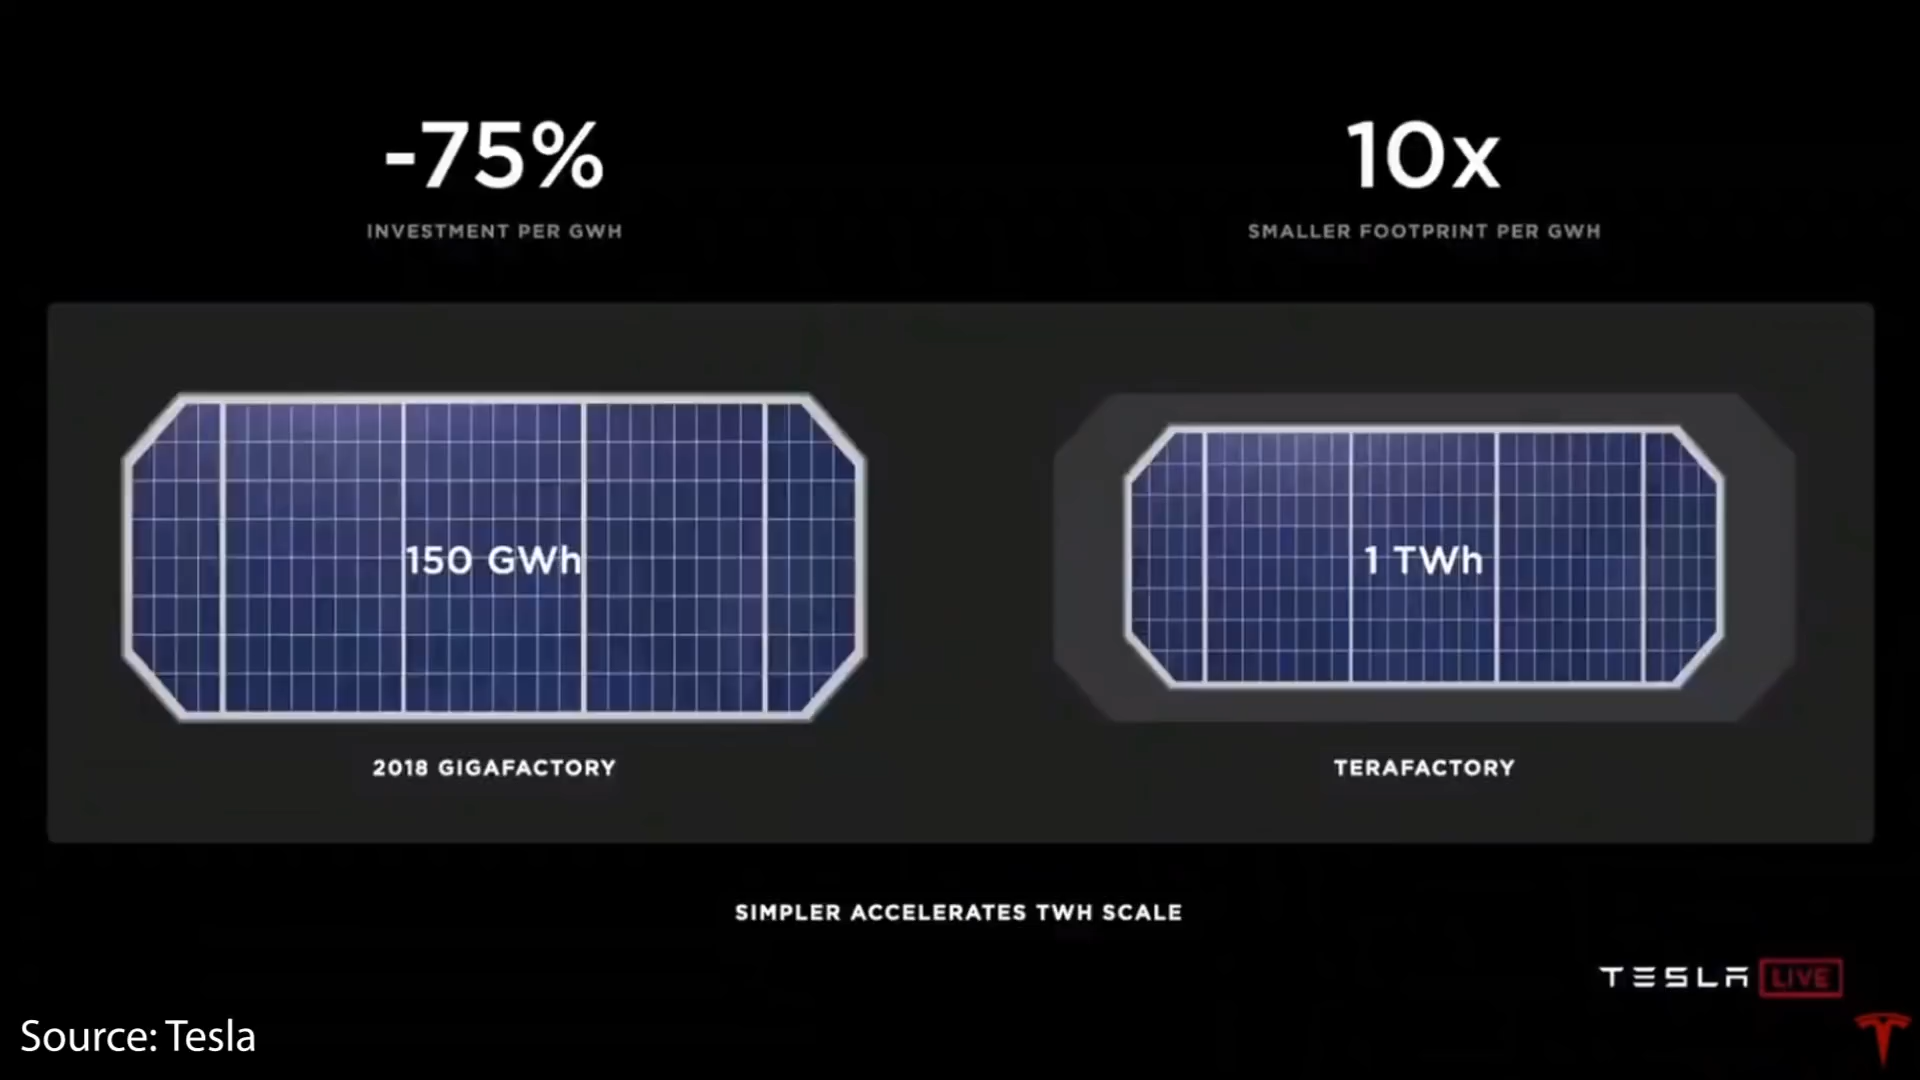 -75%
INVESTMENT PER GWH
10x
SMALLER FOOTPRINT PER GWH
150 GWh
1 TWh
2018 GIGAFACTORY
TERAFACTORY
SIMPLER ACCELERATES TWH SCALE
TESLA LIVE
Source: Tesla